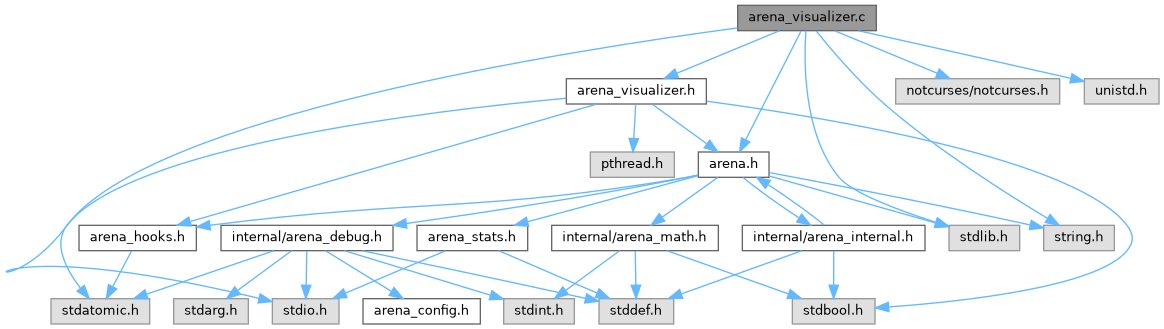 arena_visualizer.c
arena_visualizer.h
notcurses/notcurses.h
unistd.h
pthread.h
arena.h
arena_hooks.h
internal/arena_debug.h
arena_stats.h
internal/arena_math.h
internal/arena_internal.h
stdlib.h
string.h
stdatomic.h
stdarg.h
stdio.h
arena_config.h
stdint.h
stddef.h
stdbool.h